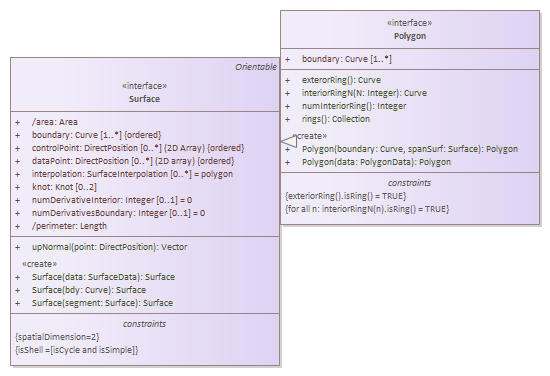 Orientable
«interface»
Surface
+ /area: Area
+ boundary: Curve [1..*] {ordered}
+ controlPoint: DirectPosition [0..*] (2D Array) {ordered}
+ dataPoint: DirectPosition [0..*] (2D array) {ordered}
+ interpolation: SurfaceInterpolation [0..*] = polygon
+ knot: Knot [0..2]
+ numDerivativeInterior: Integer [0..1] = 0
+ numDerivativesBoundary: Integer [0..1] = 0
+ /perimeter: Length
+ upNormal(point: DirectPosition): Vector
«create»
+ Surface(data: SurfaceData): Surface
+ Surface(bdy: Curve): Surface
+ Surface(segment: Surface): Surface
constraints
{spatialDimension=2}
{isShell =[isCycle and isSimple]}
«interface»
Polygon
+ boundary: Curve [1..*]
+ exterorRing(): Curve
+ interiorRingN(N: Integer): Curve
+ numInteriorRing(): Integer
+ rings(): Collection
«create»
+ Polygon(boundary: Curve, spanSurf: Surface): Polygon
+ Polygon(data: PolygonData): Polygon
constraints
{exteriorRing().isRing() = TRUE}
{for all n: interiorRingN(n).isRing() = TRUE}